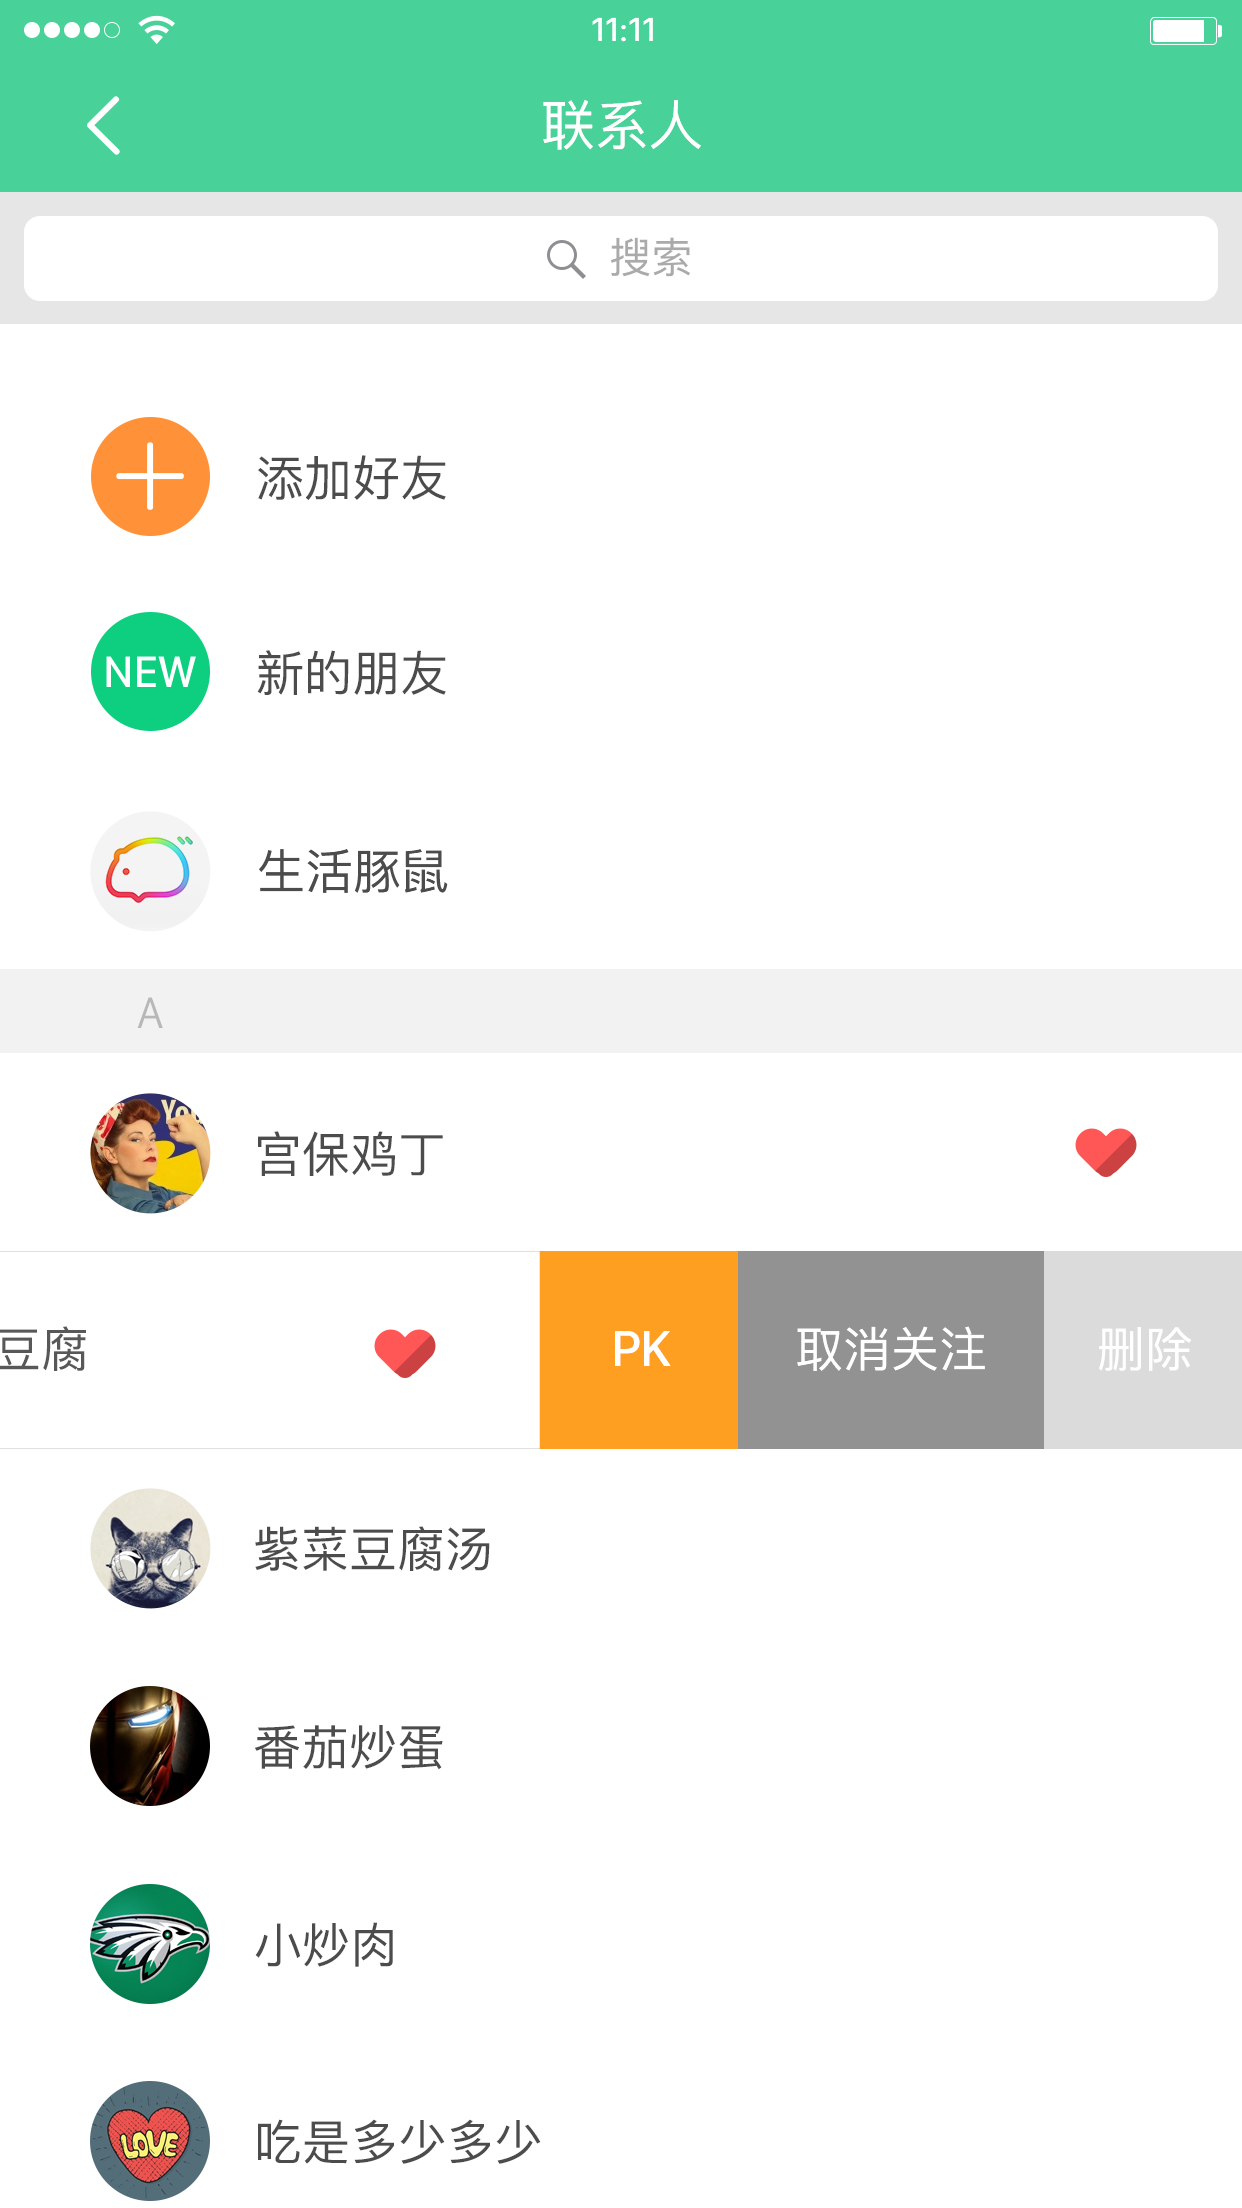 11:11
联系人
搜索
添加好友
NEW
新的朋友
生活豚鼠
A
You
宫保鸡丁
豆腐 PK 取消关注 删除
紫菜豆腐汤
番茄炒蛋
小炒肉
LOVE
吃是多少多少